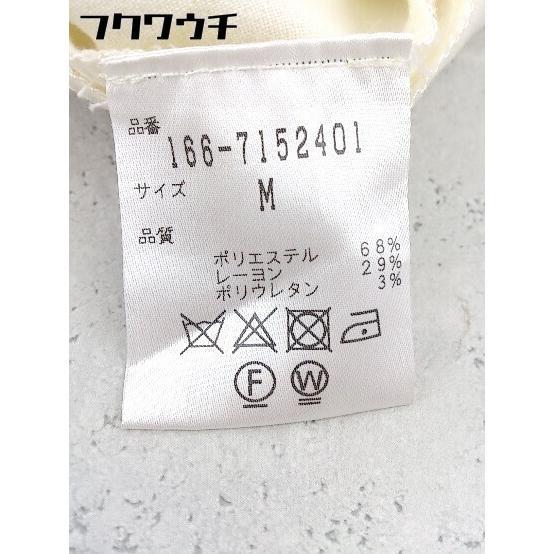 フクワウチ
品番
166-7152401
サイズ M
品質
ポリエステル 68%
レーヨン 29%
ポリウレタン 3%
F W